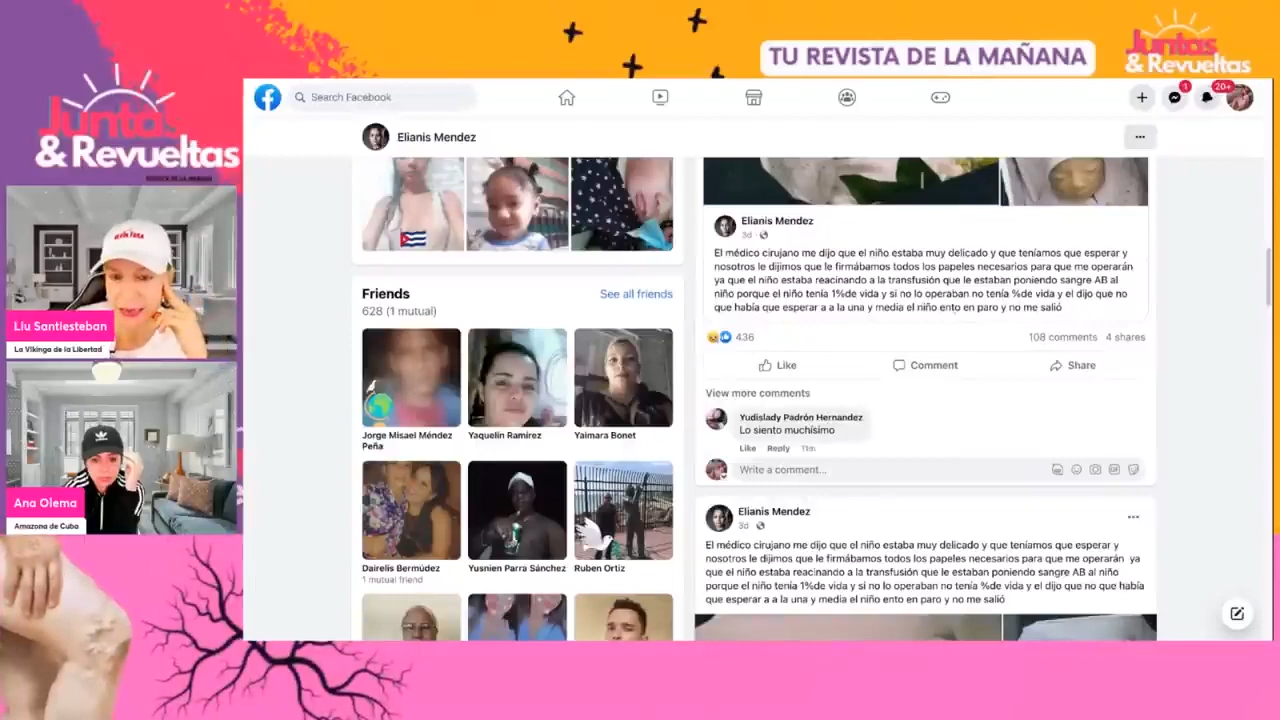 TU REVISTA DE LA MAÑANA
Juntas
& Revueltas
Juntas
& Revueltas
REVISTA DE LA MAÑANA
Search Facebook
1
20+
Elianis Mendez
Líu Santiesteban
La Vikinga de la Libertad
Ana Olema
Amazona de Cuba
Friends
See all friends
628 (1 mutual)
Jorge Misael Méndez
Peña
Yaquelin Ramírez
Yaimara Bonet
Dairelis Bermúdez
1 mutual friend
Yusnien Parra Sánchez
Ruben Ortiz
Elianis Mendez
3d
El médico cirujano me dijo que el niño estaba muy delicado y que teníamos que esperar y
nosotros le dijimos que le firmábamos todos los papeles necesarios para que me operarán
ya que el niño estaba reacinando a la transfusión que le estaban poniendo sangre AB al
niño porque el niño tenía 1%de vida y si no lo operaban no tenía %de vida y el dijo que no
que había que esperar a a la una y media el niño ento en paro y no me salió
436
108 comments 4 shares
Like
Comment
Share
View more comments
Yudislady Padrón Hernandez
Lo siento muchísimo
Like Reply 11m
Write a comment...
GIF
Elianis Mendez
3d
El médico cirujano me dijo que el niño estaba muy delicado y que teníamos que esperar y
nosotros le dijimos que le firmábamos todos los papeles necesarios para que me operarán ya
que el niño estaba reacinando a la transfusión que le estaban poniendo sangre AB al niño
porque el niño tenía 1%de vida y si no lo operaban no tenía %de vida y el dijo que no que había
que esperar a a la una y media el niño ento en paro y no me salió